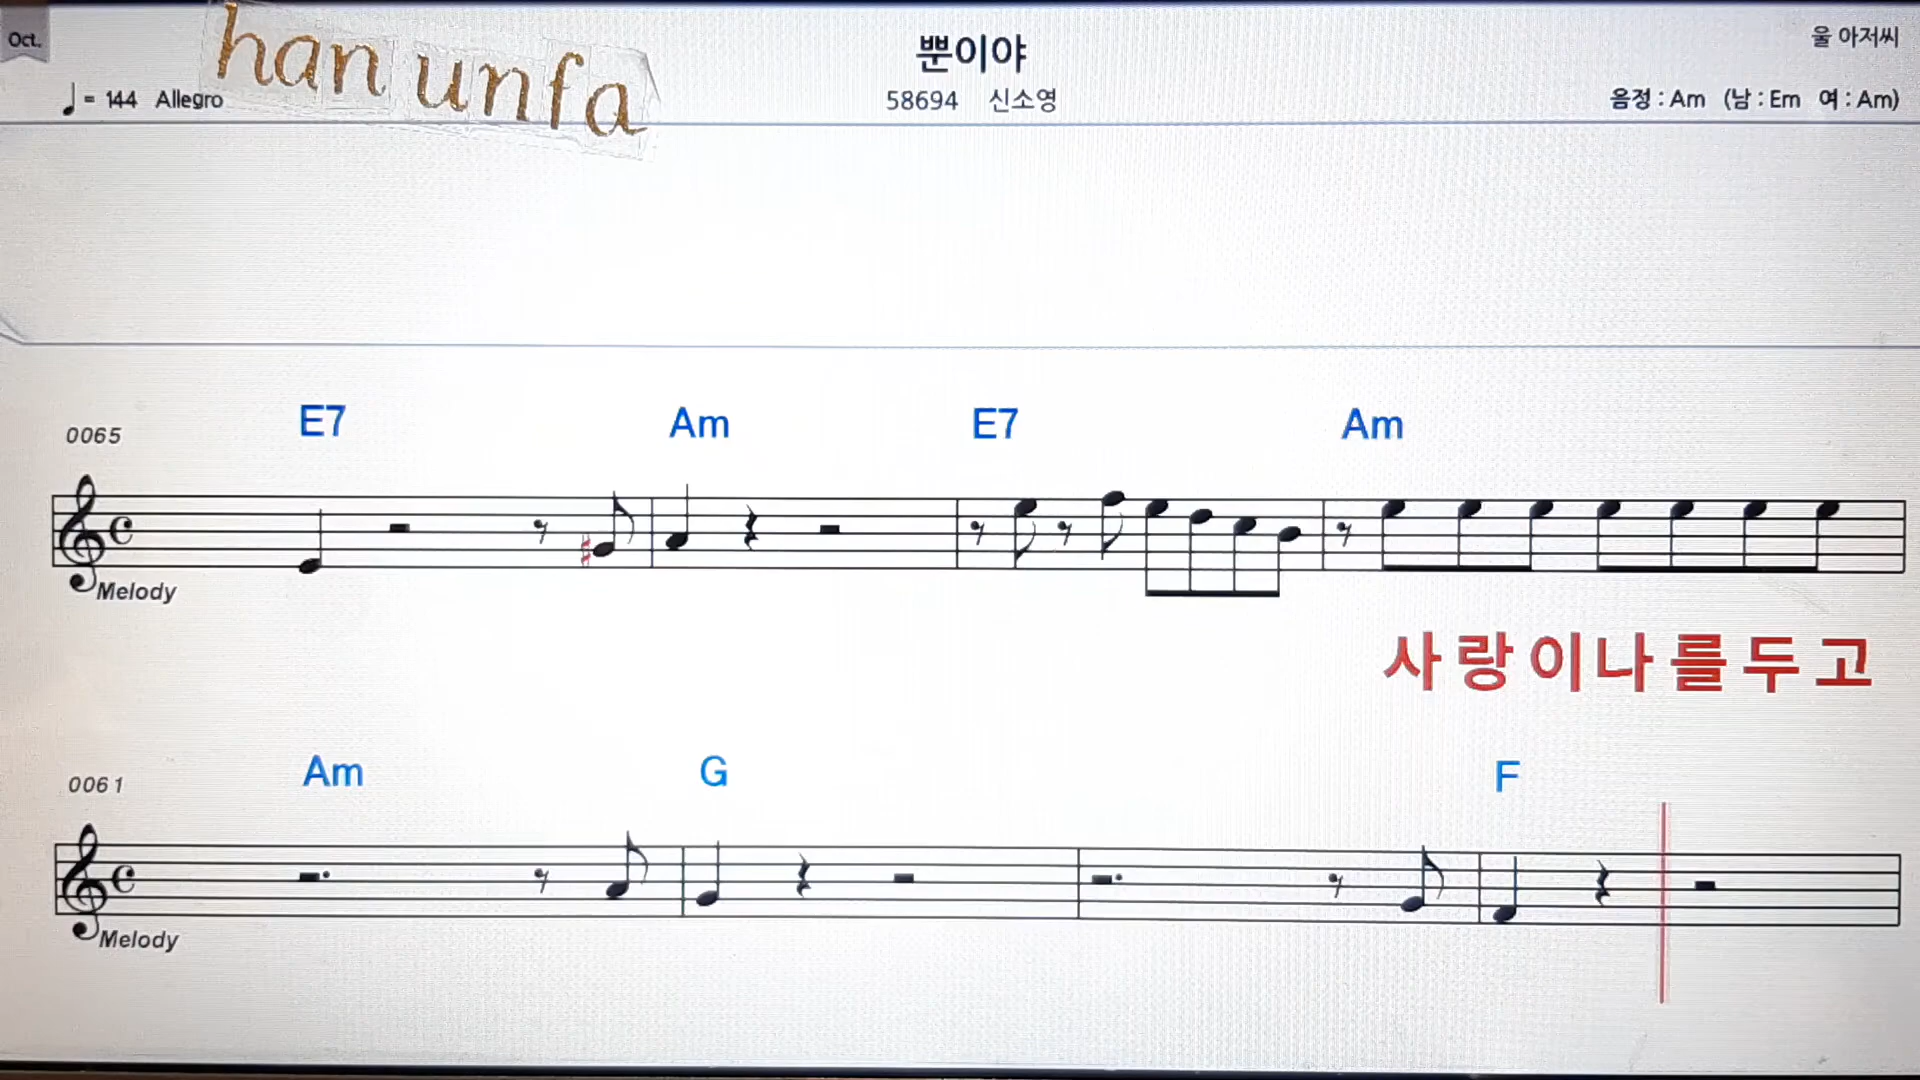 Oct.
han unfa
뿐이야
울 아저씨
♩= 144 Allegro
58694 신소영
음정 : Am (남 : Em 여 : Am)
0065 E7 Am E7 Am
Melody
사랑이나를두고
0061 Am G F
Melody